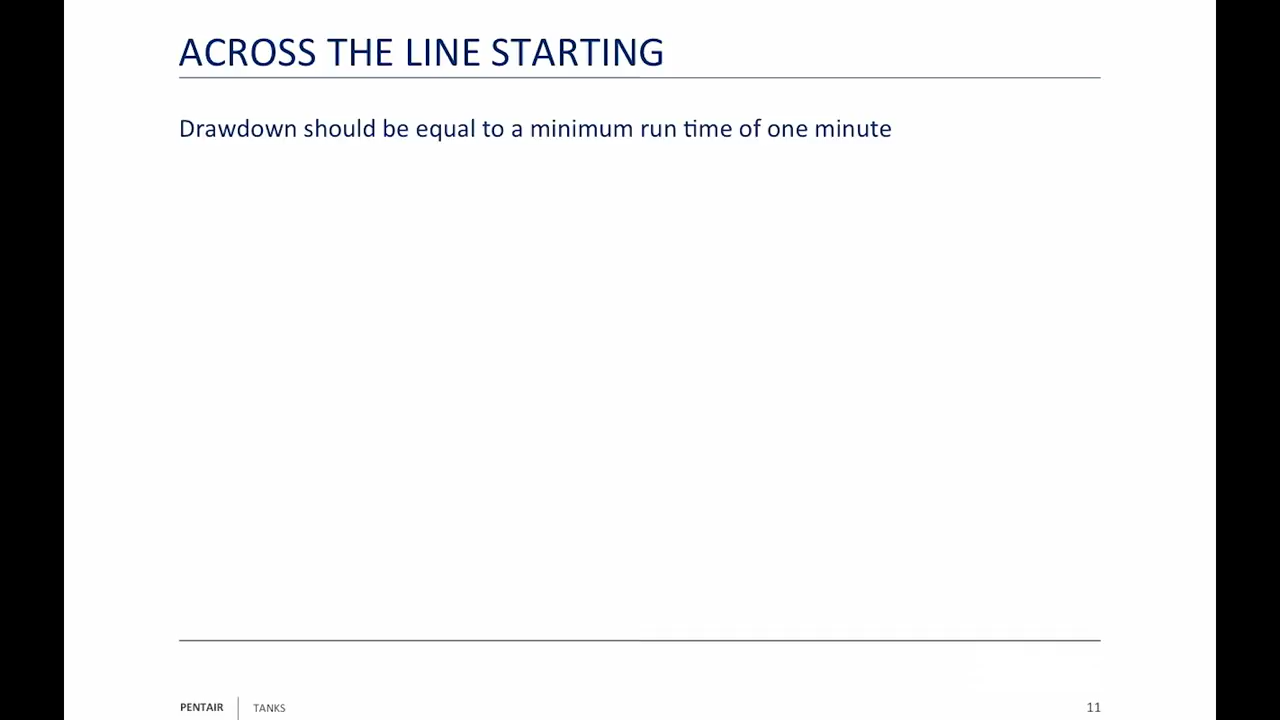 ACROSS THE LINE STARTING
Drawdown should be equal to a minimum run time of one minute
PENTAIR TANKS 11